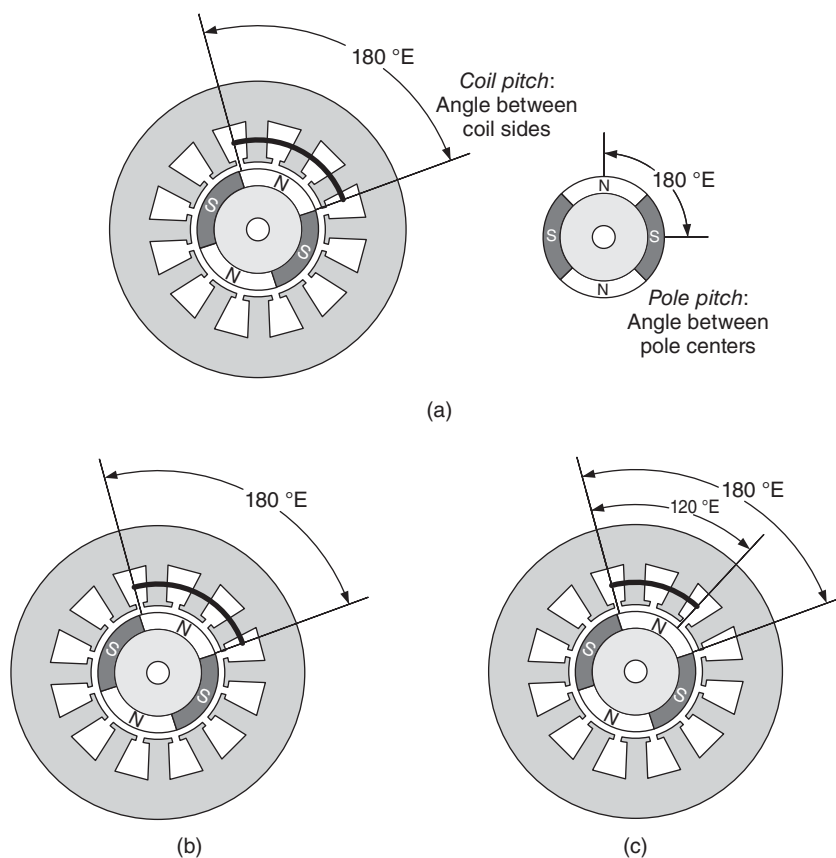 180 °E
Coil pitch:
Angle between
coil sides
N
S
S
N
180 °E
N
S
S
N
Pole pitch:
Angle between
pole centers
(a)
180 °E
N
S
S
N
(b)
180 °E
120 °E
N
S
S
N
(c)